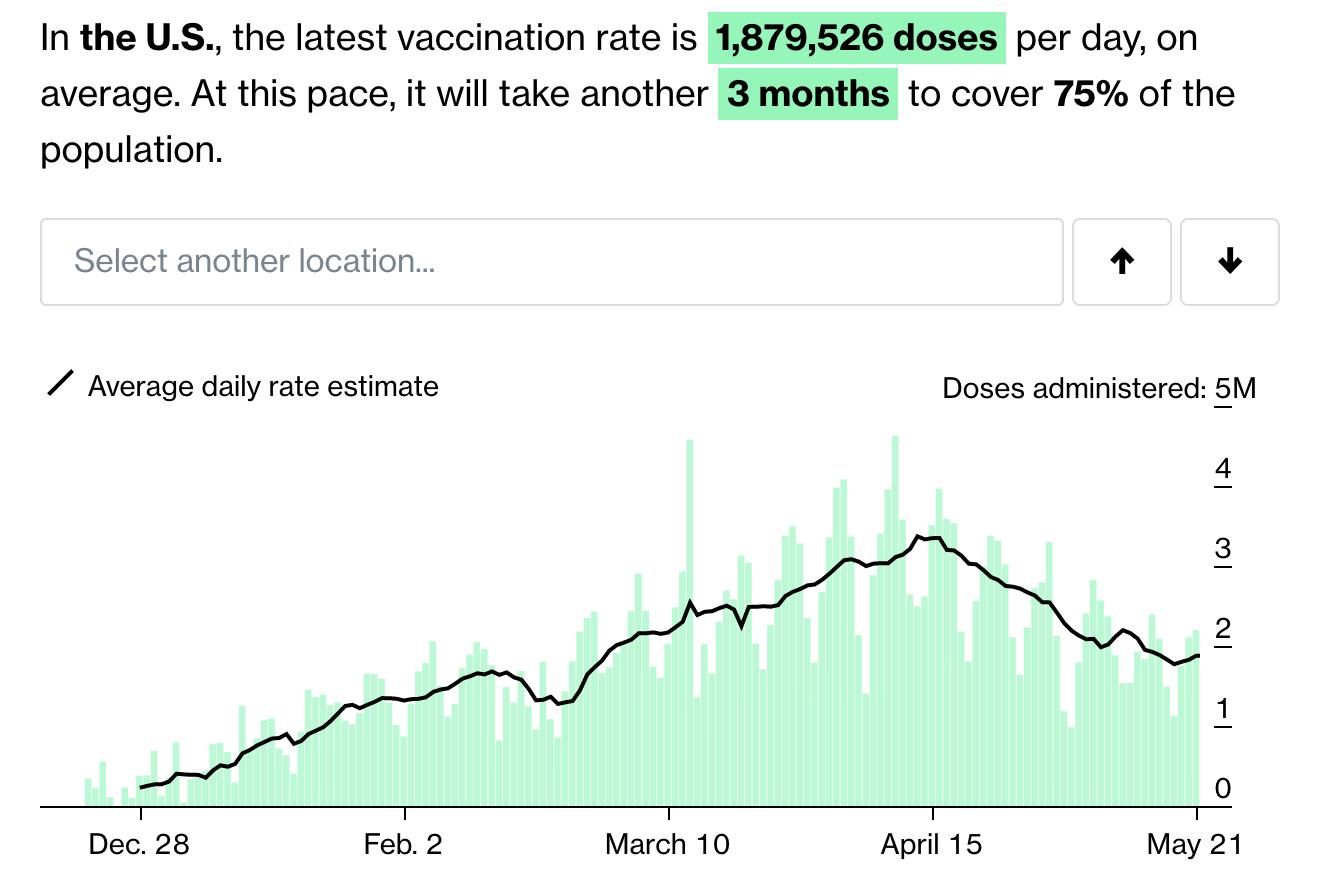 In the U.S., the latest vaccination rate is 1,879,526 doses per day, on
average. At this pace, it will take another 3 months to cover 75% of the
population.
Select another location...
Average daily rate estimate
Doses administered: 5M
4
3
2
1
0
Dec. 28
Feb. 2
March 10
April 15
May 21